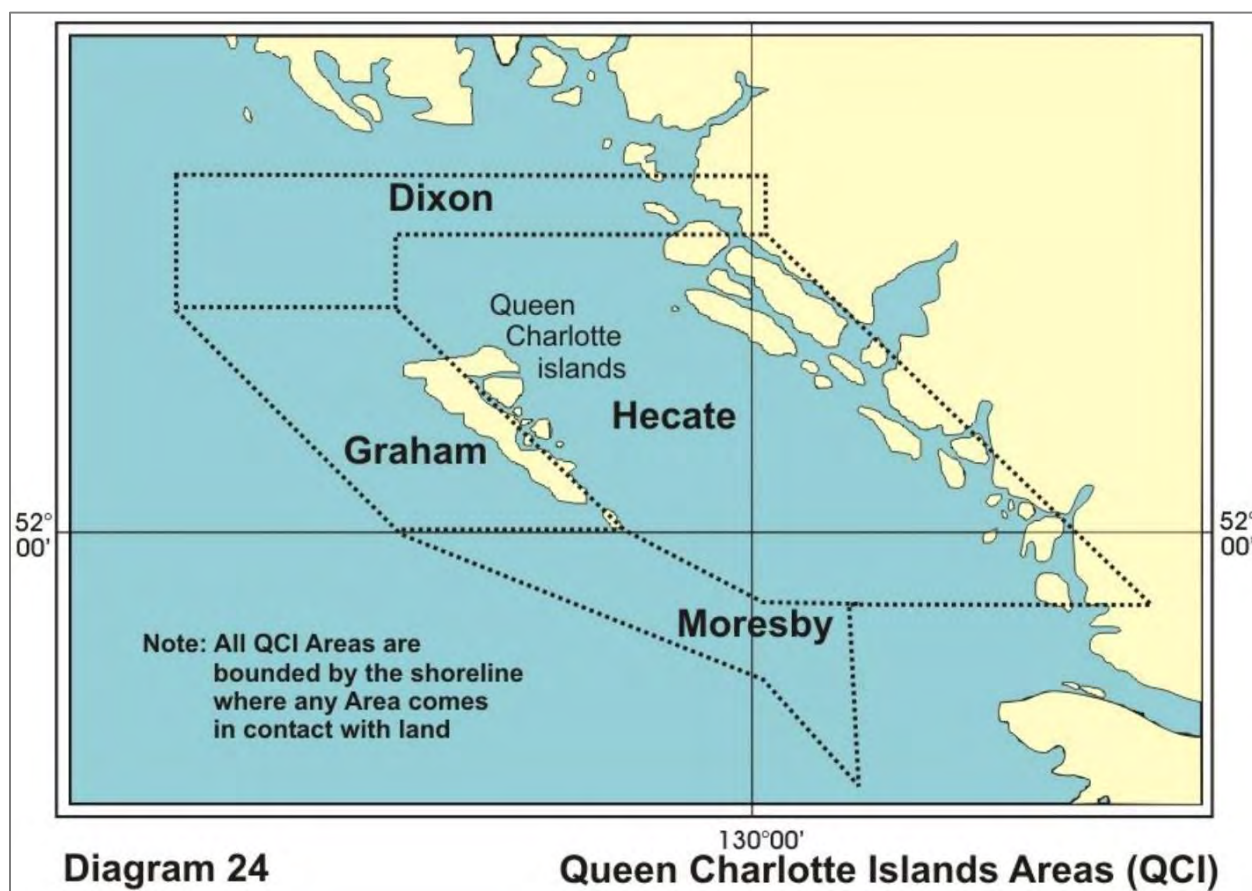 Dixon
Queen
Charlotte
islands
Hecate
Graham
52°
00'
52°
00'
Moresby
Note: All QCI Areas are
bounded by the shoreline
where any Area comes
in contact with land
130°00'
Diagram 24
Queen Charlotte Islands Areas (QCI)